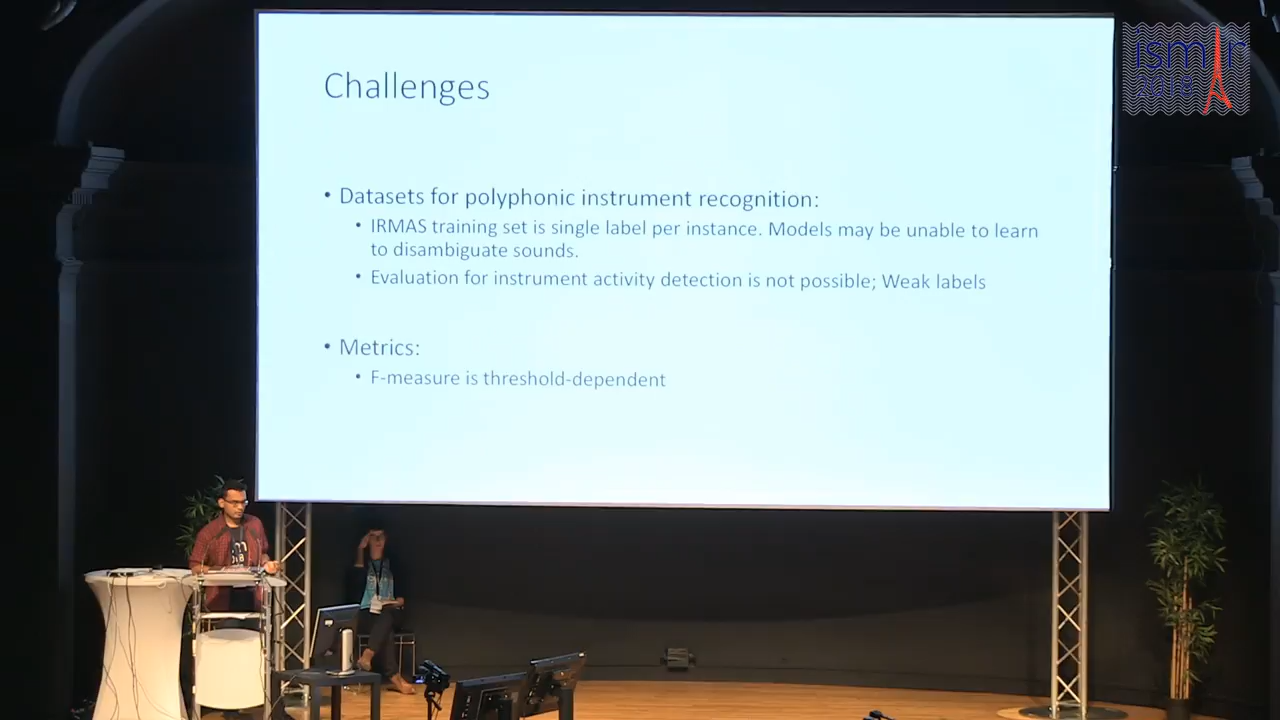 ismir
2018
Challenges
• Datasets for polyphonic instrument recognition:
• IRMAS training set is single label per instance. Models may be unable to learn
to disambiguate sounds.
• Evaluation for instrument activity detection is not possible; Weak labels
• Metrics:
• F-measure is threshold-dependent